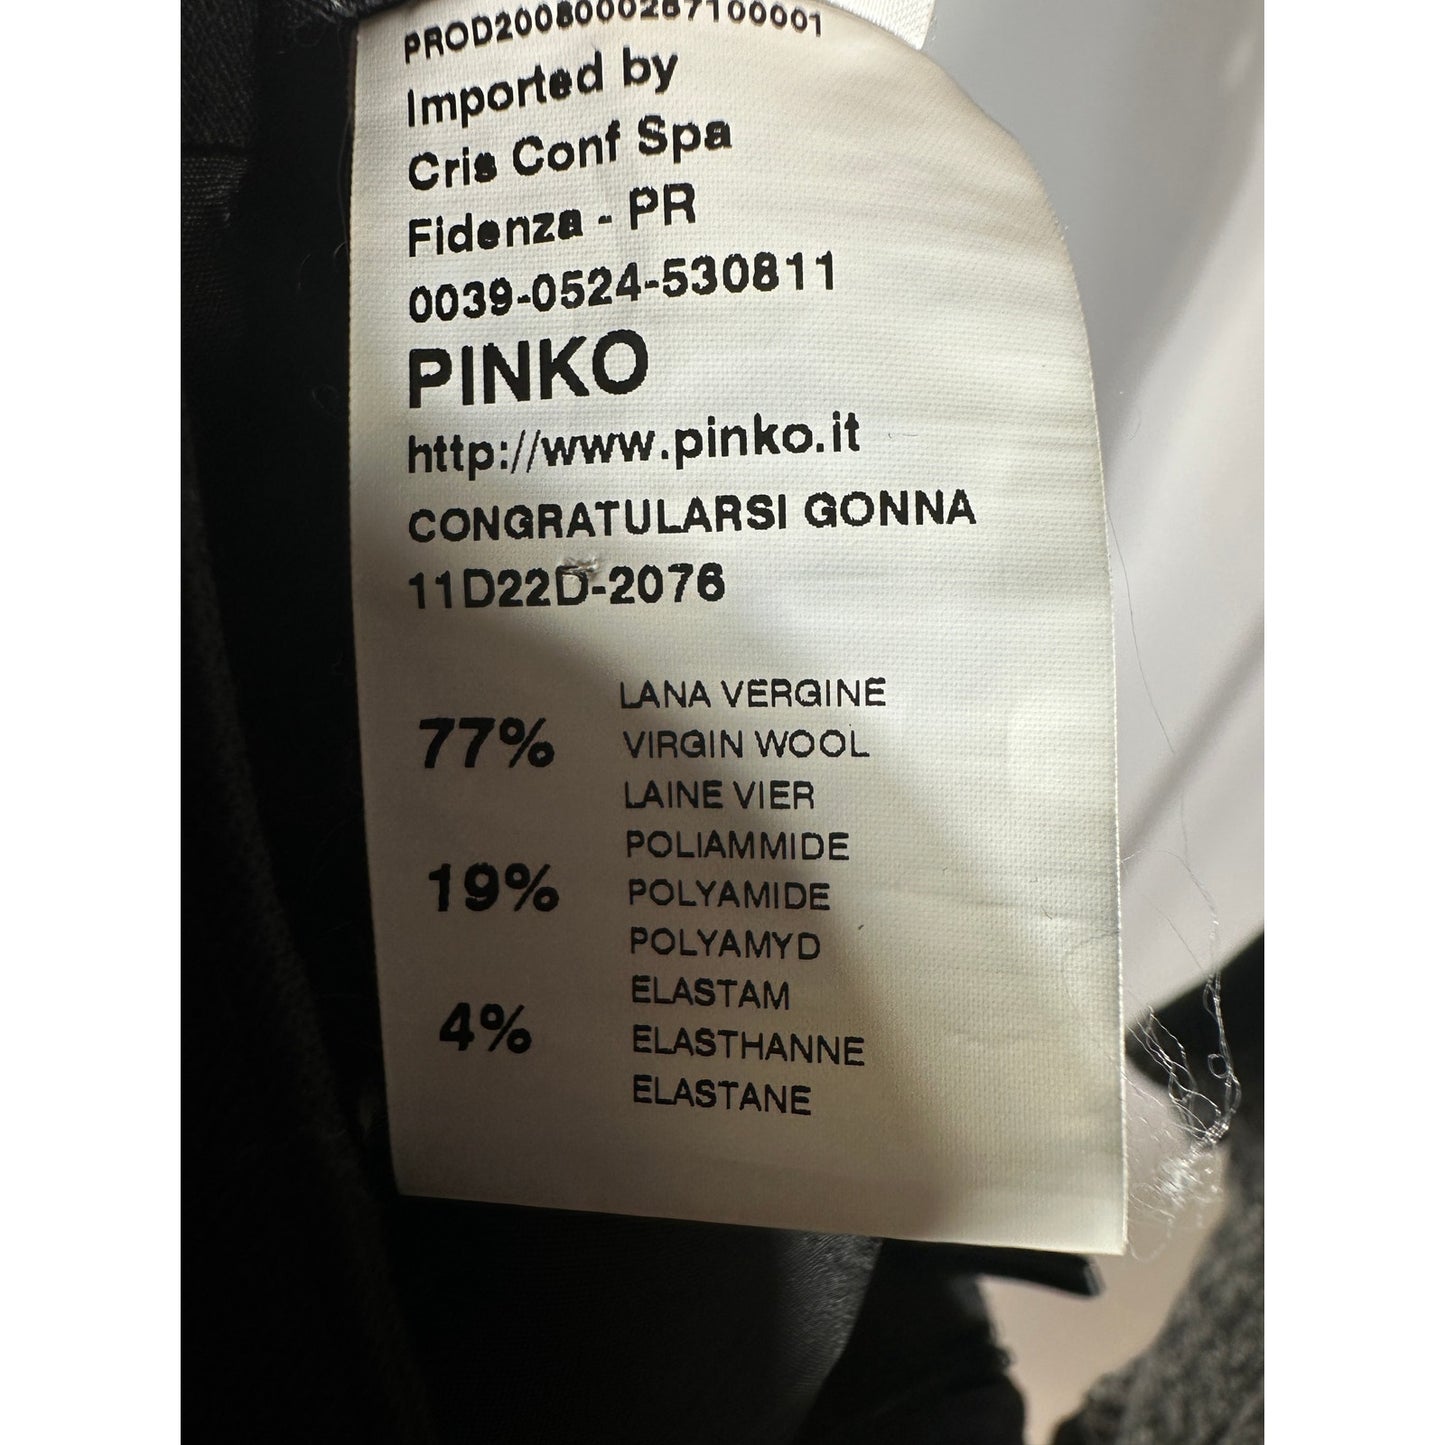 PROD2008000287100001
Imported by
Cris Conf Spa
Fidenza - PR
0039-0524-530811
PINKO
http://www.pinko.it
CONGRATULARSI GONNA
11D22D-2076
LANA VERGINE
77% VIRGIN WOOL
LAINE VIER
POLIAMMIDE
19% POLYAMIDE
POLYAMYD
ELASTAM
4% ELASTHANNE
ELASTANE